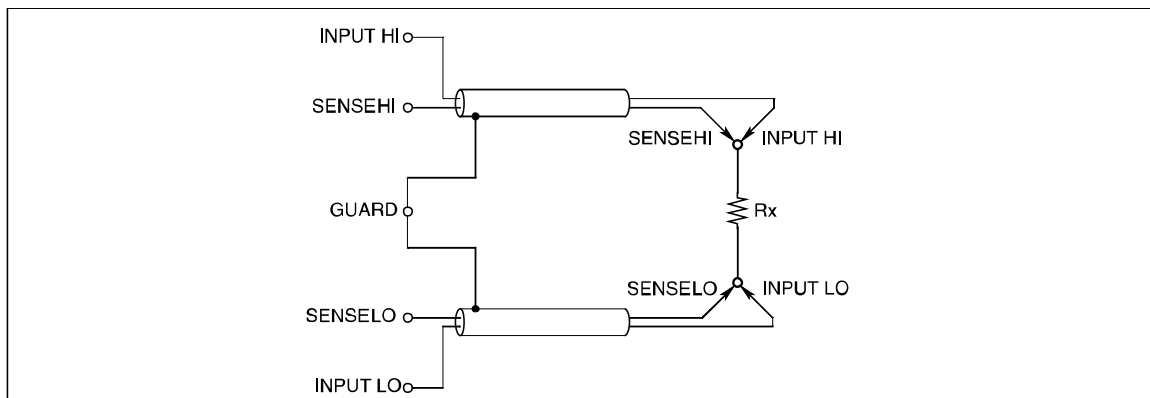 INPUT HI
SENSEHI
SENSEHI
INPUT HI
GUARD
Rx
SENSELO
INPUT LO
SENSELO
INPUT LO